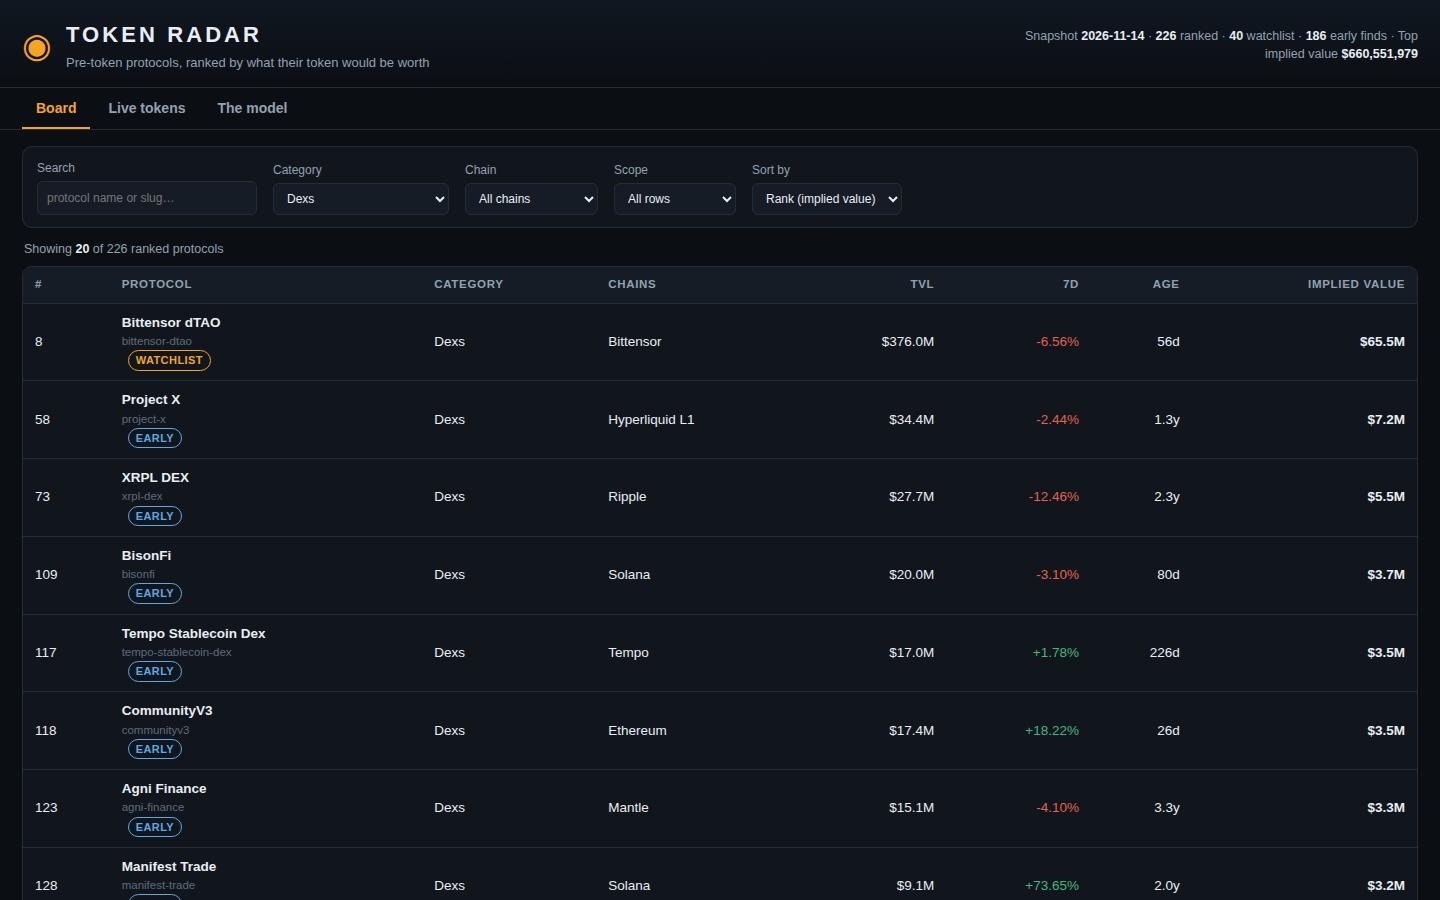 TOKEN RADAR
Pre-token protocols, ranked by what their token would be worth
Snapshot 2026-11-14 · 226 ranked · 40 watchlist · 186 early finds · Top
implied value $660,551,979
Board Live tokens The model
Search Category Chain Scope Sort by
protocol name or slug… Dexs All chains All rows Rank (implied value)
Showing 20 of 226 ranked protocols
# PROTOCOL CATEGORY CHAINS TVL 7D AGE IMPLIED VALUE
Bittensor dTAO
bittensor-dtao
8 Dexs Bittensor $376.0M -6.56% 56d $65.5M
WATCHLIST
Project X
project-x
58 Dexs Hyperliquid L1 $34.4M -2.44% 1.3y $7.2M
EARLY
XRPL DEX
xrpl-dex
73 Dexs Ripple $27.7M -12.46% 2.3y $5.5M
EARLY
BisonFi
bisonfi
109 Dexs Solana $20.0M -3.10% 80d $3.7M
EARLY
Tempo Stablecoin Dex
tempo-stablecoin-dex
117 Dexs Tempo $17.0M +1.78% 226d $3.5M
EARLY
CommunityV3
communityv3
118 Dexs Ethereum $17.4M +18.22% 26d $3.5M
EARLY
Agni Finance
agni-finance
123 Dexs Mantle $15.1M -4.10% 3.3y $3.3M
EARLY
Manifest Trade
manifest-trade
128 Dexs Solana $9.1M +73.65% 2.0y $3.2M